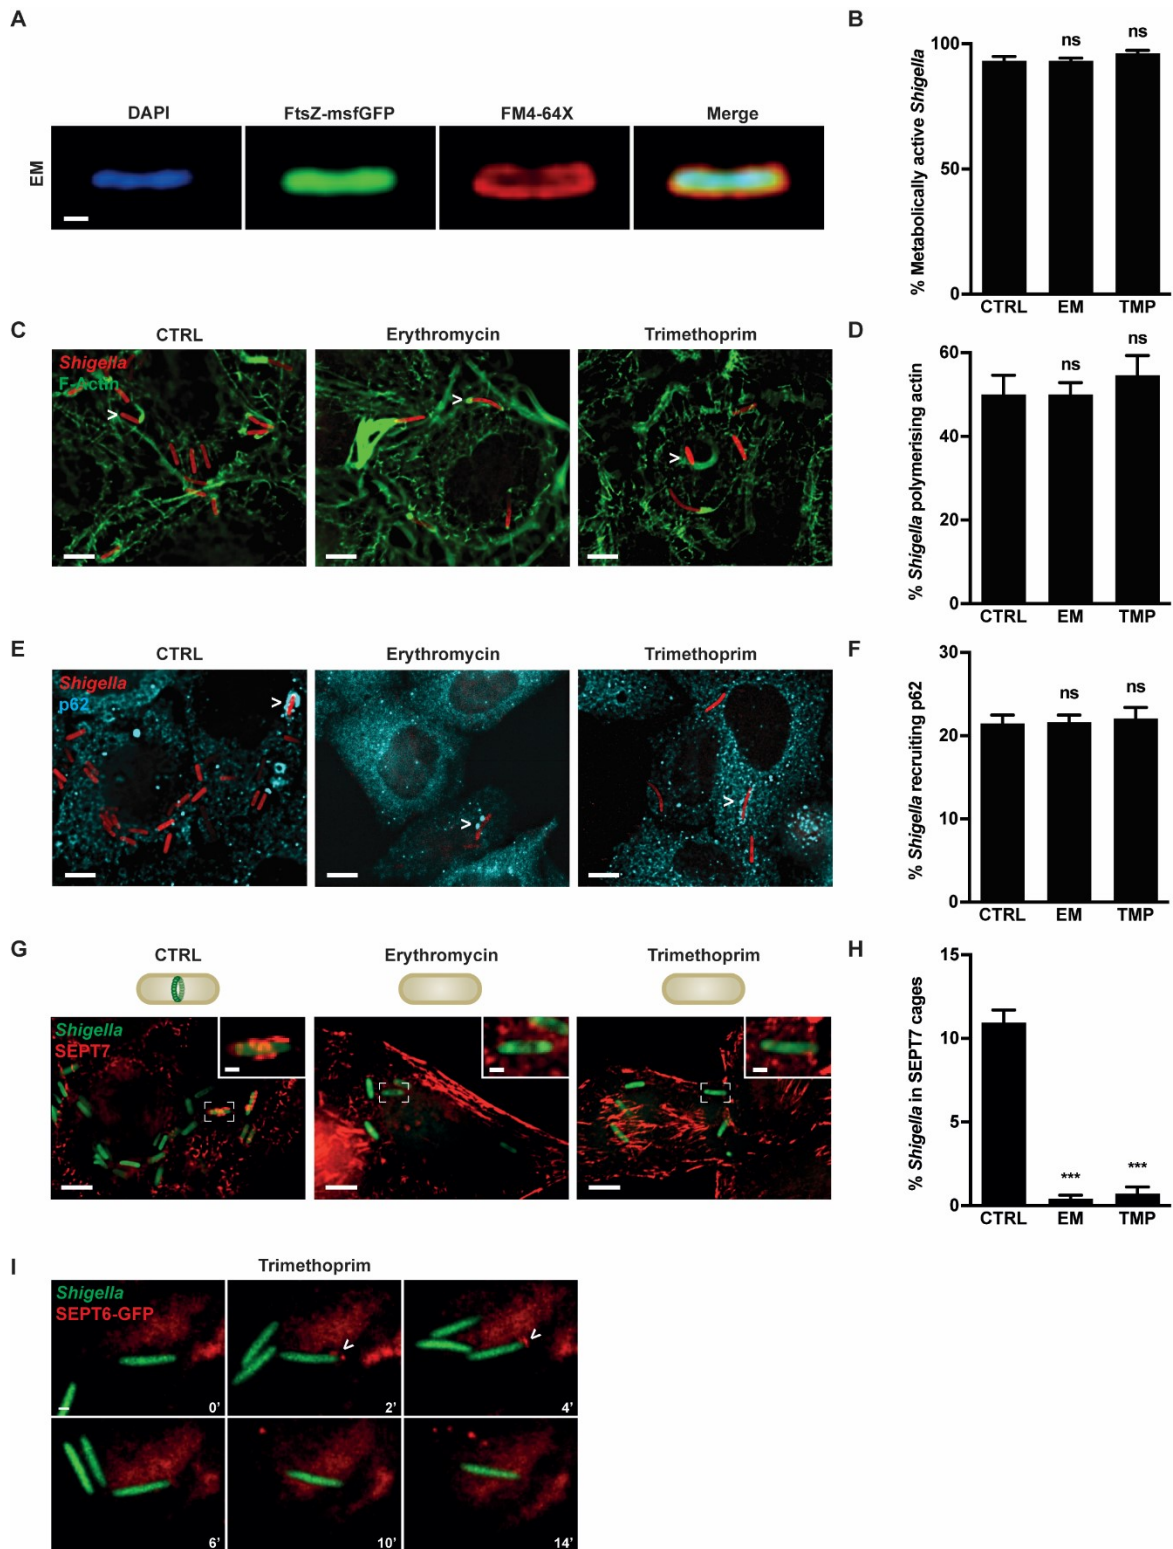 A
DAPI
FtsZ-msfGFP
FM4-64X
Merge
EM
B
% Metabolically active Shigella
100
50
0
ns
ns
CTRL
EM
TMP
C
CTRL
Erythromycin
Trimethoprim
Shigella
F-Actin
>
>
>
D
% Shigella polymerising actin
60
40
20
0
ns
ns
CTRL
EM
TMP
E
CTRL
Erythromycin
Trimethoprim
Shigella
p62
>
>
>
F
% Shigella recruiting p62
30
20
10
0
ns
ns
CTRL
EM
TMP
G
CTRL
Erythromycin
Trimethoprim
Shigella
SEPT7
H
% Shigella in SEPT7 cages
15
10
5
0
***
***
CTRL
EM
TMP
I
Trimethoprim
Shigella
SEPT6-GFP
0'
2'
4'
6'
10'
14'